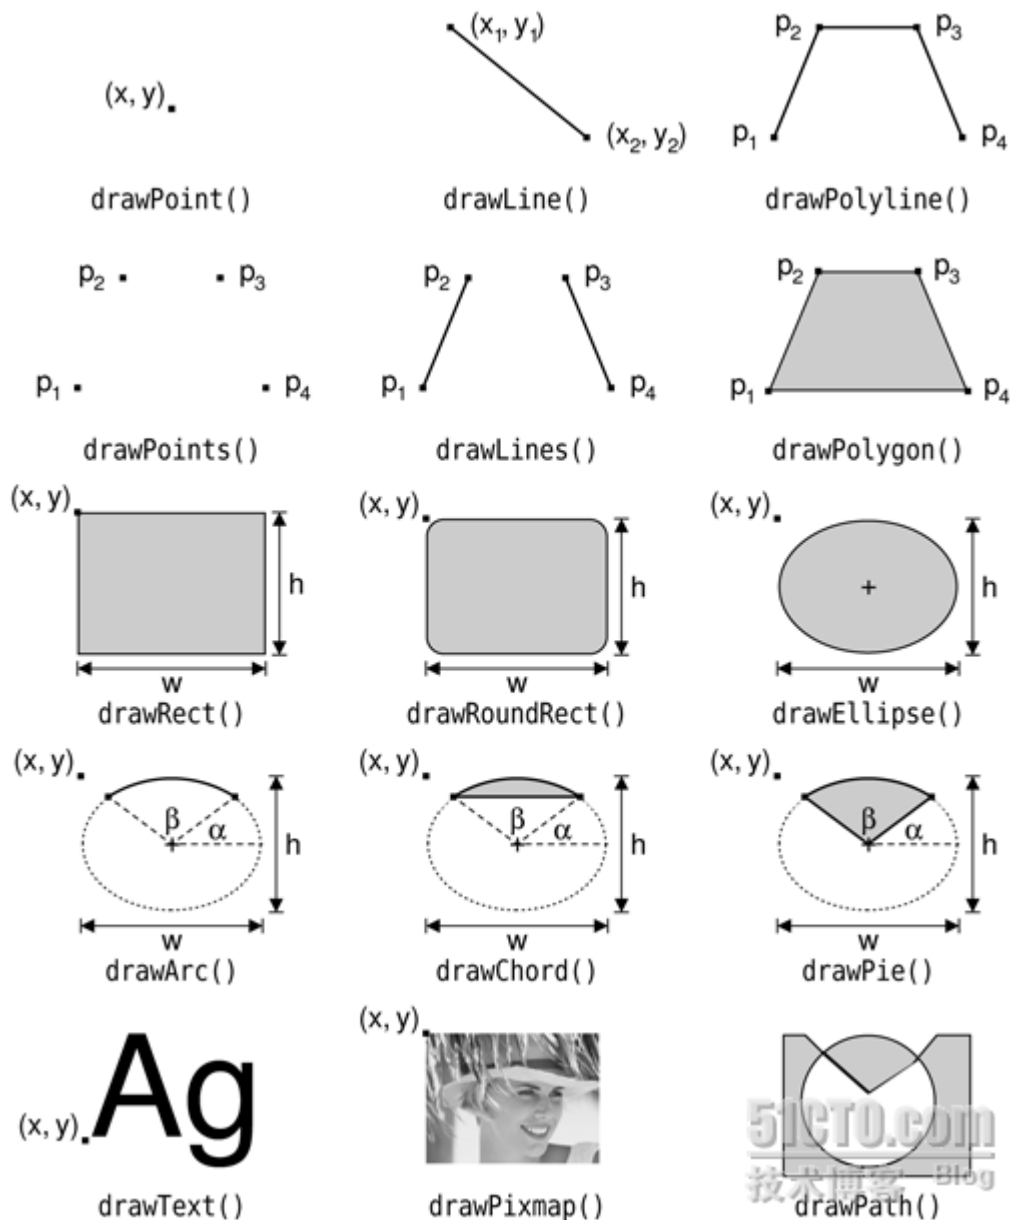 (x, y)
(x₁, y₁)
(x₂, y₂)
p₂ p₃
p₁ p₄
drawPoint() drawLine() drawPolyline()
p₂ p₃ p₂ p₃ p₂ p₃
p₁ p₄ p₁ p₄ p₁ p₄
drawPoints() drawLines() drawPolygon()
(x, y) (x, y) (x, y)
h h h
w w w
drawRect() drawRoundRect() drawEllipse()
(x, y) (x, y) (x, y)
β α h β α h β α h
w w w
drawArc() drawChord() drawPie()
(x, y)
Ag
(x, y)
51CTO.com
技术博客 Blog
drawText() drawPixmap() drawPath()